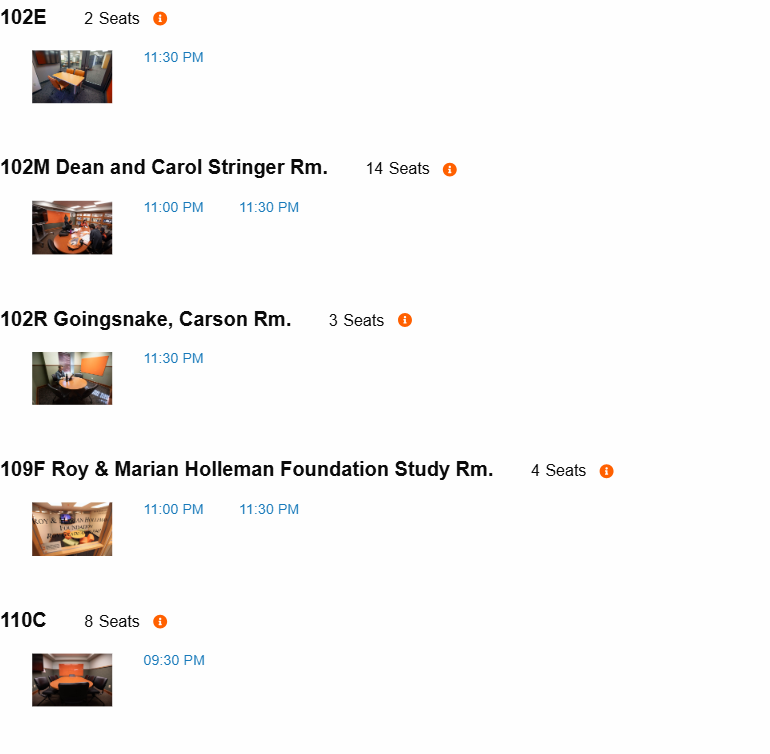 102E 2 Seats
11:30 PM
102M Dean and Carol Stringer Rm. 14 Seats
11:00 PM 11:30 PM
102R Goingsnake, Carson Rm. 3 Seats
11:30 PM
109F Roy & Marian Holleman Foundation Study Rm. 4 Seats
11:00 PM 11:30 PM
110C 8 Seats
09:30 PM